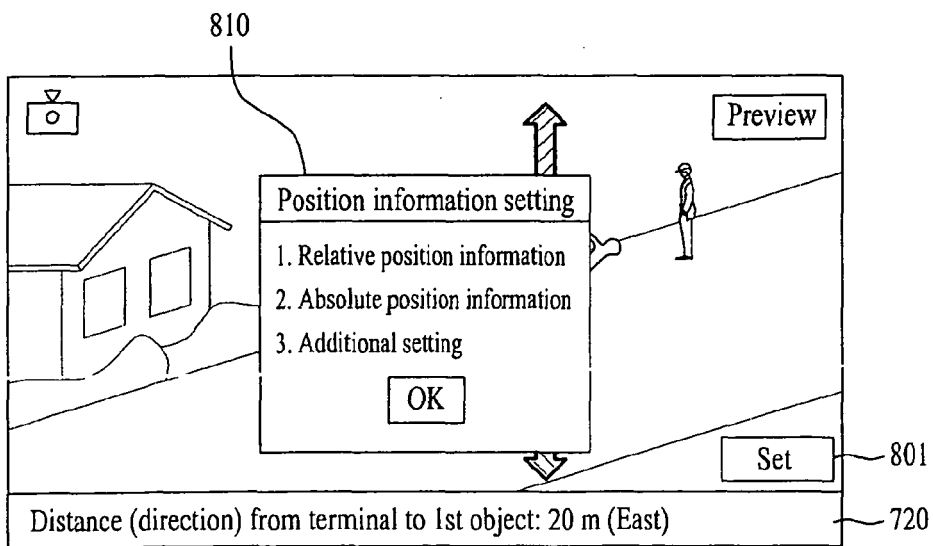 810
Preview
Position information setting
1. Relative position information
2. Absolute position information
3. Additional setting
OK
Set
801
Distance (direction) from terminal to 1st object: 20 m (East)
720